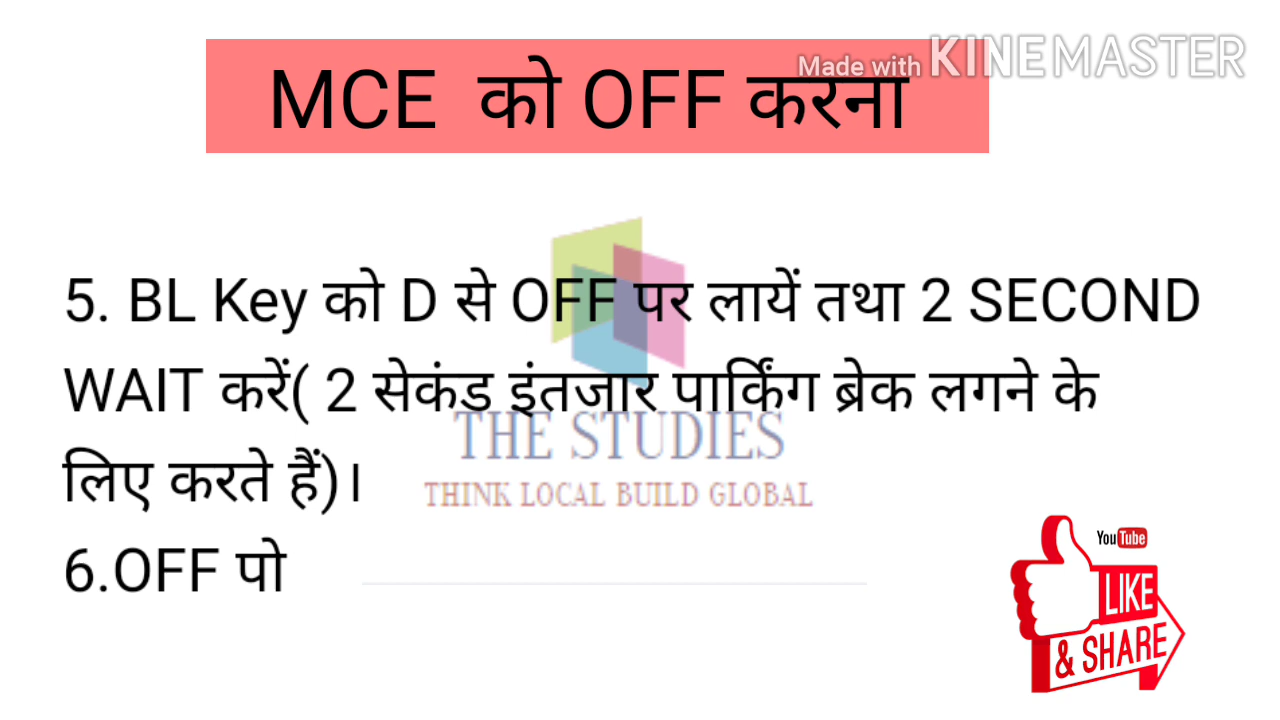 Made with KINEMASTER
MCE को OFF करना
5. BL Key को D से OFF पर लायें तथा 2 SECOND
WAIT करें( 2 सेकंड इंतजार पार्किंग ब्रेक लगने के
THE STUDIES
लिए करते हैं)।
THINK LOCAL BUILD GLOBAL
6.OFF पो
YouTube
LIKE
& SHARE